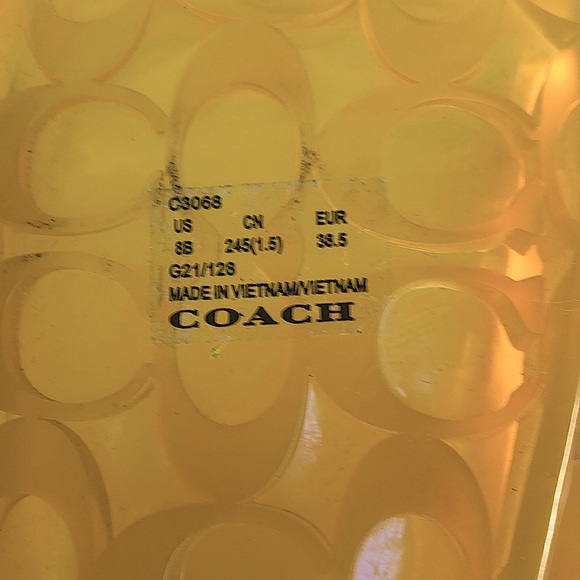 C3068
US CN EUR
8B 245(1.5) 38.5
G21/128
MADE IN VIETNAM/VIETNAM
COACH